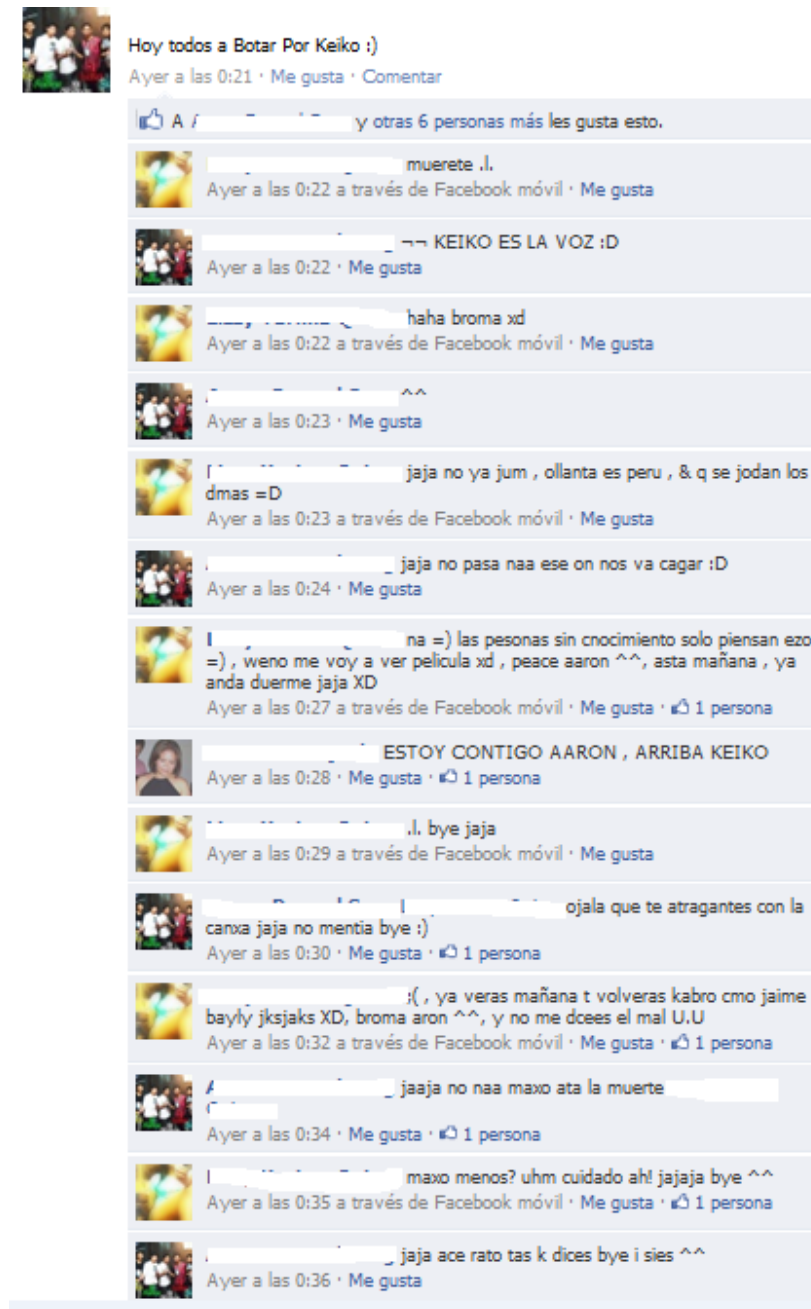 Hoy todos a Botar Por Keiko :)
Ayer a las 0:21 · Me gusta · Comentar
A y otras 6 personas más les gusta esto.
muerete .l.
Ayer a las 0:22 a través de Facebook móvil · Me gusta
¬¬ KEIKO ES LA VOZ :D
Ayer a las 0:22 · Me gusta
haha broma xd
Ayer a las 0:22 a través de Facebook móvil · Me gusta
^^
Ayer a las 0:23 · Me gusta
jaja no ya jum , ollanta es peru , & q se jodan los
dmas =D
Ayer a las 0:23 a través de Facebook móvil · Me gusta
jaja no pasa naa ese on nos va cagar :D
Ayer a las 0:24 · Me gusta
na =) las pesonas sin cnocimiento solo piensan ezo
=) , weno me voy a ver pelicula xd , peace aaron ^^, asta mañana , ya
anda duerme jaja XD
Ayer a las 0:27 a través de Facebook móvil · Me gusta · 1 persona
ESTOY CONTIGO AARON , ARRIBA KEIKO
Ayer a las 0:28 · Me gusta · 1 persona
.l. bye jaja
Ayer a las 0:29 a través de Facebook móvil · Me gusta
ojala que te atragantes con la
canxa jaja no mentia bye :)
Ayer a las 0:30 · Me gusta · 1 persona
;( , ya veras mañana t volveras kabro cmo jaime
bayly jksjaks XD, broma aron ^^, y no me dcees el mal U.U
Ayer a las 0:32 a través de Facebook móvil · Me gusta · 1 persona
jaaja no naa maxo ata la muerte
Ayer a las 0:34 · Me gusta · 1 persona
maxo menos? uhm cuidado ah! jajaja bye ^^
Ayer a las 0:35 a través de Facebook móvil · Me gusta · 1 persona
jaja ace rato tas k dices bye i sies ^^
Ayer a las 0:36 · Me gusta